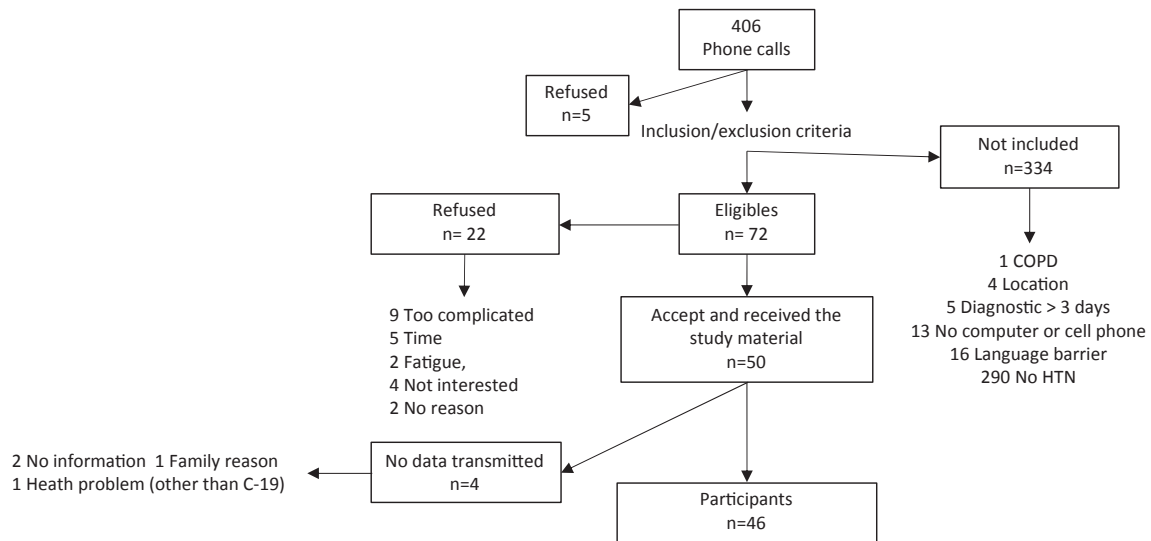 406
Phone calls
Refused
n=5
Inclusion/exclusion criteria
Not included
n=334
Refused
n= 22
Eligibles
n= 72
1 COPD
4 Location
5 Diagnostic > 3 days
13 No computer or cell phone
16 Language barrier
290 No HTN
9 Too complicated
5 Time
2 Fatigue,
4 Not interested
2 No reason
Accept and received the
study material
n=50
2 No information 1 Family reason
1 Heath problem (other than C-19)
No data transmitted
n=4
Participants
n=46